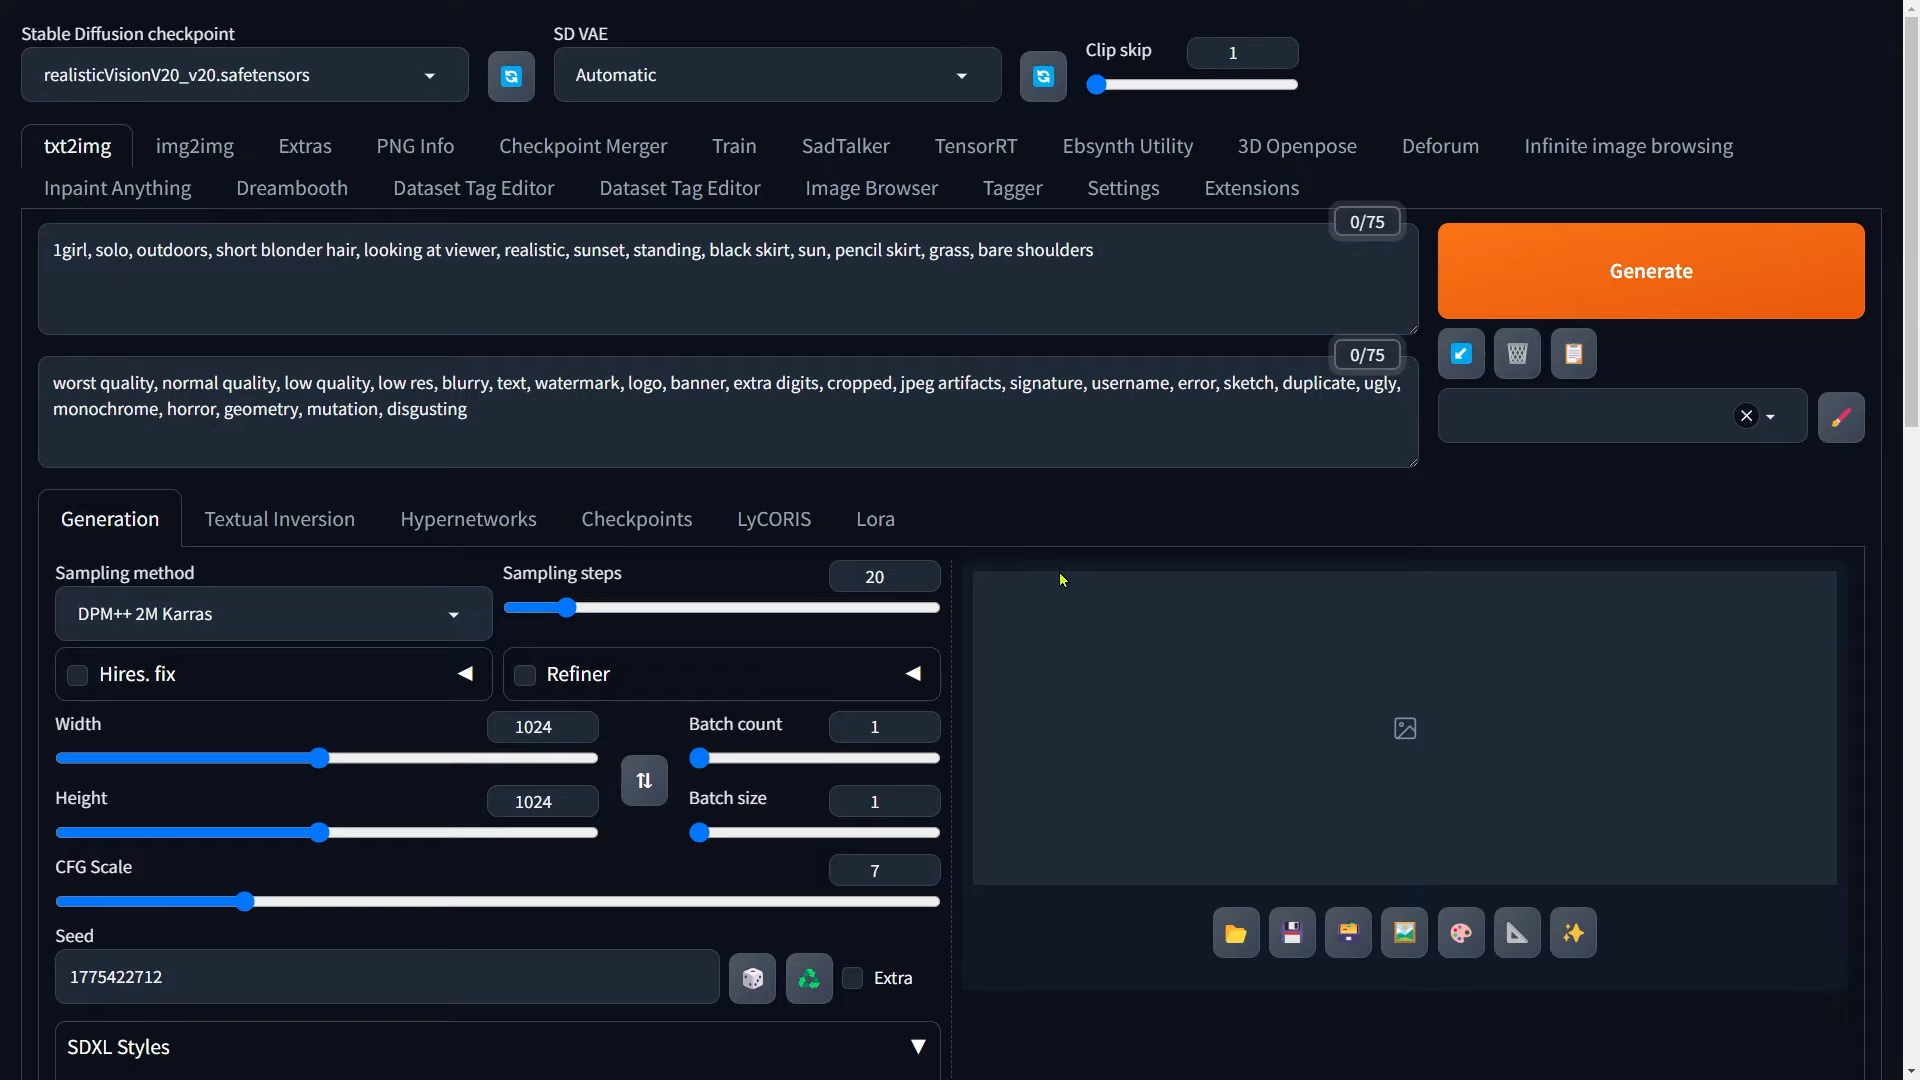 Stable Diffusion checkpoint
SD VAE
Clip skip
1
realisticVisionV20_v20.safetensors
Automatic
txt2img
img2img
Extras
PNG Info
Checkpoint Merger
Train
SadTalker
TensorRT
Ebsynth Utility
3D Openpose
Deforum
Infinite image browsing
Inpaint Anything
Dreambooth
Dataset Tag Editor
Dataset Tag Editor
Image Browser
Tagger
Settings
Extensions
0/75
1girl, solo, outdoors, short blonder hair, looking at viewer, realistic, sunset, standing, black skirt, sun, pencil skirt, grass, bare shoulders
Generate
0/75
worst quality, normal quality, low quality, low res, blurry, text, watermark, logo, banner, extra digits, cropped, jpeg artifacts, signature, username, error, sketch, duplicate, ugly,
monochrome, horror, geometry, mutation, disgusting
Generation
Textual Inversion
Hypernetworks
Checkpoints
LyCORIS
Lora
Sampling method
Sampling steps
20
DPM++ 2M Karras
Hires. fix
Refiner
Width
1024
Batch count
1
Height
1024
Batch size
1
CFG Scale
7
Seed
1775422712
Extra
SDXL Styles